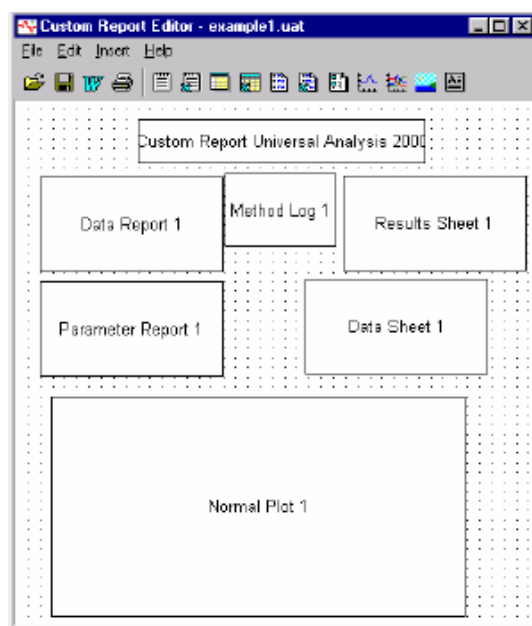 Custom Report Editor - example1.uat
File Edit Insert Help
Custom Report Universal Analysis 2000
Data Report 1
Method Log 1
Results Sheet 1
Parameter Report 1
Data Sheet 1
Normal Plot 1